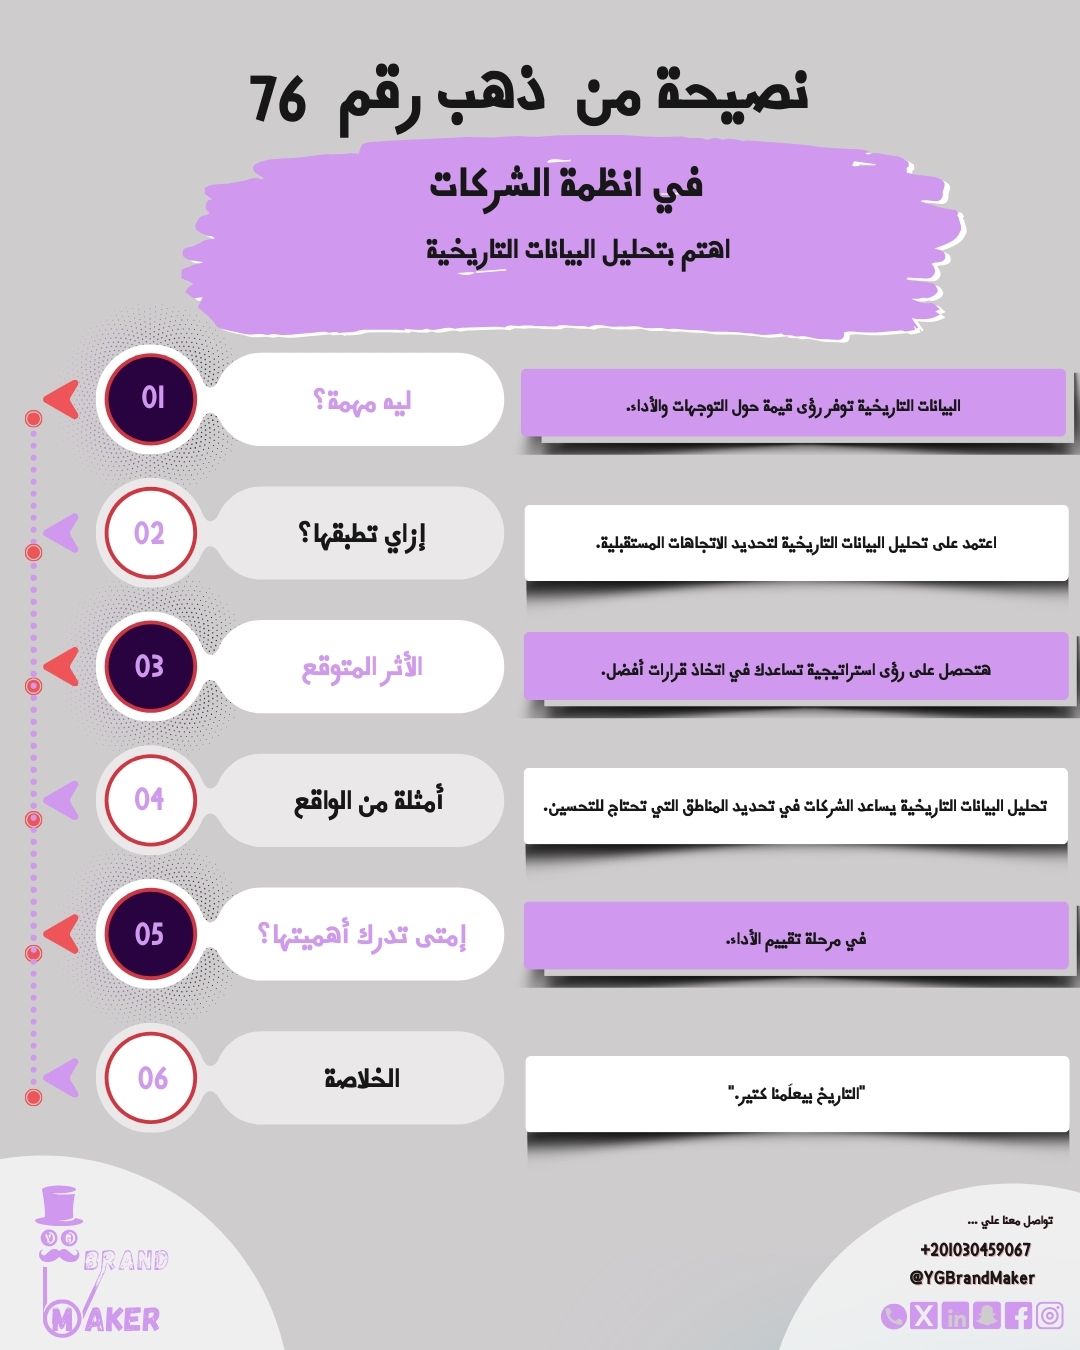 نصيحة من ذهب رقم 76
في انظمة الشركات
اهتم بتحليل البيانات التاريخية
01
ليه مهمة؟
البيانات التاريخية توفر رؤى قيمة حول التوجهات والأداء.
02
إزاي تطبقها؟
اعتمد على تحليل البيانات التاريخية لتحديد الاتجاهات المستقبلية.
03
الأثر المتوقع
هتحصل على رؤى استراتيجية تساعدك في اتخاذ قرارات أفضل.
04
أمثلة من الواقع
تحليل البيانات التاريخية يساعد الشركات في تحديد المناطق التي تحتاج للتحسين.
05
إمتى تدرك أهميتها؟
في مرحلة تقييم الأداء.
06
الخلاصة
"التاريخ بيعلّمنا كتير."
BRAND
MAKER
تواصل معنا علي ...
+201030459067
@YGBrandMaker